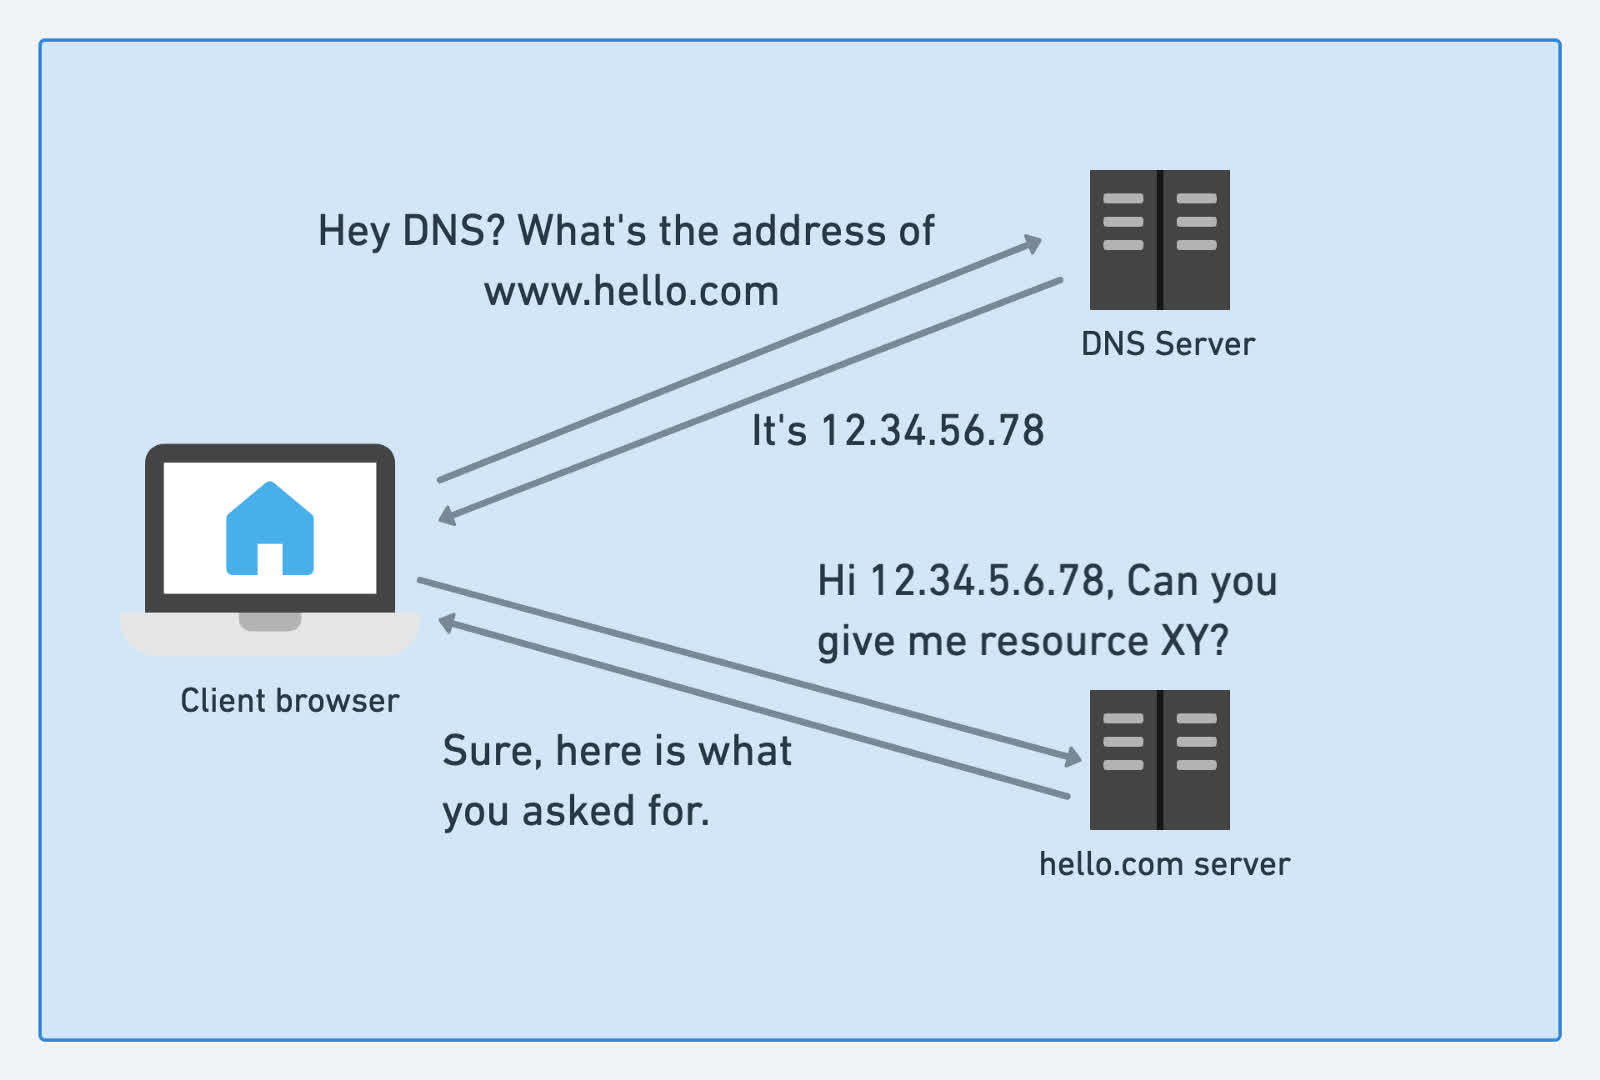 Hey DNS? What's the address of
www.hello.com
DNS Server
It's 12.34.56.78
Client browser
Hi 12.34.5.6.78, Can you
give me resource XY?
Sure, here is what
you asked for.
hello.com server